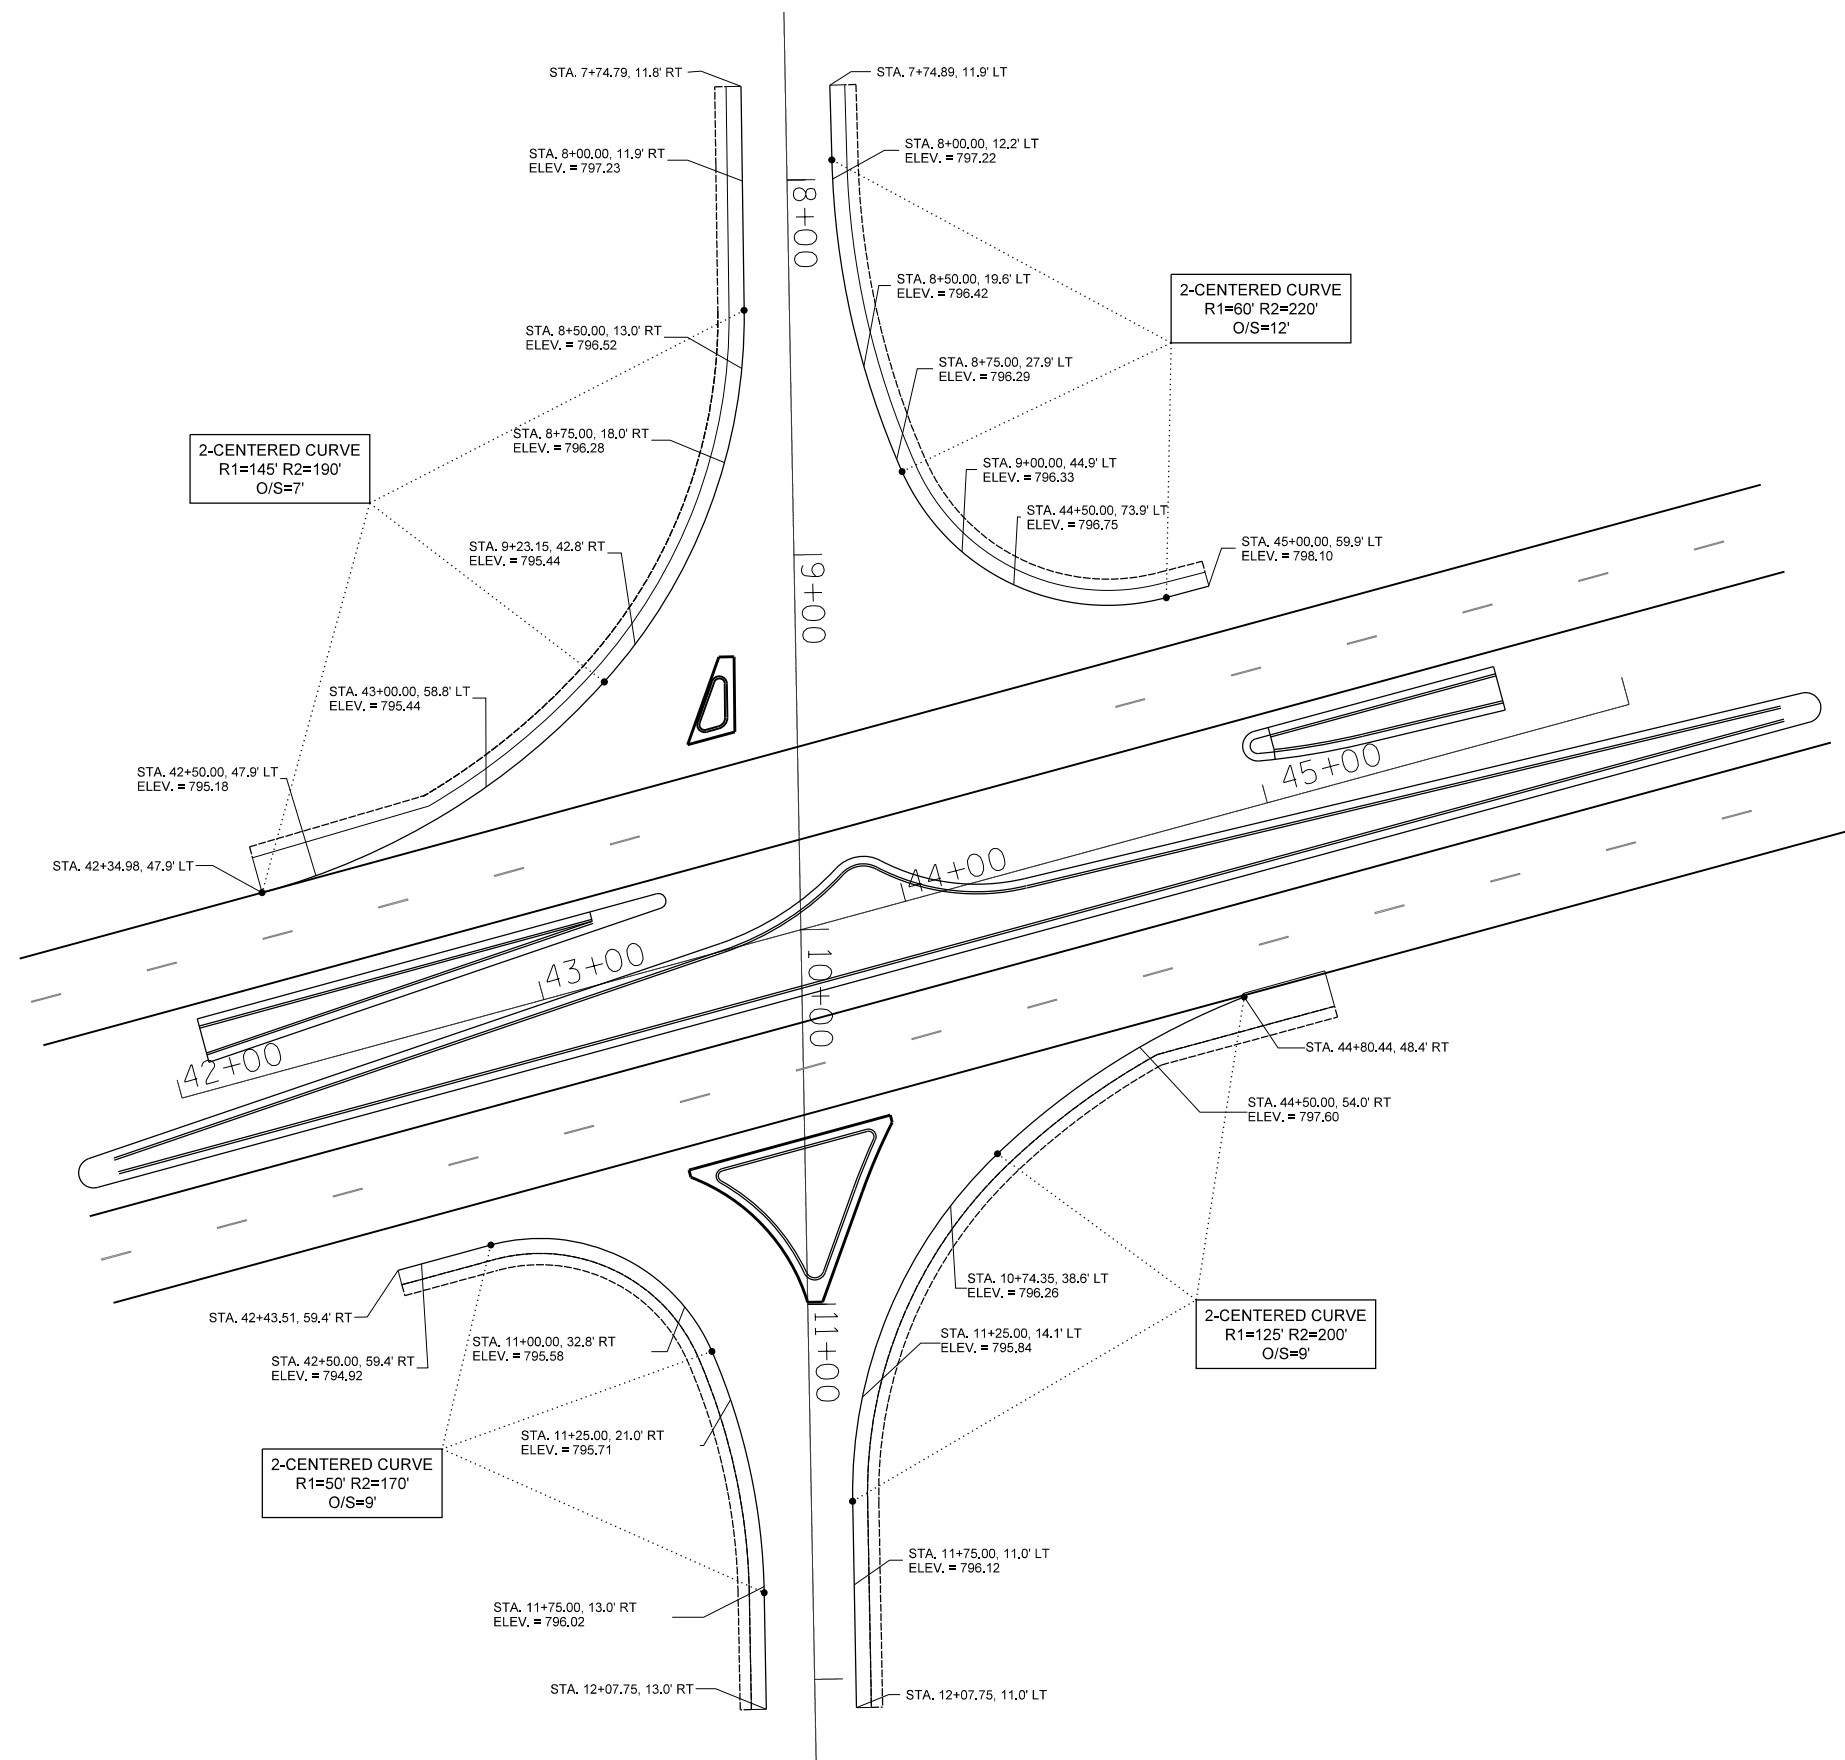 STA. 7+74.79, 11.8' RT
STA. 7+74.89, 11.9' LT
STA. 8+00.00, 11.9' RT
ELEV. = 797.23
STA. 8+00.00, 12.2' LT
ELEV. = 797.22
8+00
STA. 8+50.00, 19.6' LT
ELEV. = 796.42
2-CENTERED CURVE
R1=60' R2=220'
O/S=12'
STA. 8+50.00, 13.0' RT
ELEV. = 796.52
STA. 8+75.00, 27.9' LT
ELEV. = 796.29
STA. 8+75.00, 18.0' RT
ELEV. = 796.28
2-CENTERED CURVE
R1=145' R2=190'
O/S=7'
STA. 9+00.00, 44.9' LT
ELEV. = 796.33
STA. 44+50.00, 73.9' LT
ELEV. = 796.75
STA. 9+23.15, 42.8' RT
ELEV. = 795.44
STA. 45+00.00, 59.9' LT
ELEV. = 798.10
9+00
STA. 43+00.00, 58.8' LT
ELEV. = 795.44
STA. 42+50.00, 47.9' LT
ELEV. = 795.18
45+00
STA. 42+34.98, 47.9' LT
44+00
43+00
10+00
42+00
STA. 44+80.44, 48.4' RT
STA. 44+50.00, 54.0' RT
ELEV. = 797.60
STA. 10+74.35, 38.6' LT
ELEV. = 796.26
STA. 42+43.51, 59.4' RT
2-CENTERED CURVE
R1=125' R2=200'
O/S=9'
STA. 11+00.00, 32.8' RT
ELEV. = 795.58
11+00
STA. 11+25.00, 14.1' LT
ELEV. = 795.84
STA. 42+50.00, 59.4' RT
ELEV. = 794.92
STA. 11+25.00, 21.0' RT
ELEV. = 795.71
2-CENTERED CURVE
R1=50' R2=170'
O/S=9'
STA. 11+75.00, 11.0' LT
ELEV. = 796.12
STA. 11+75.00, 13.0' RT
ELEV. = 796.02
STA. 12+07.75, 13.0' RT
STA. 12+07.75, 11.0' LT